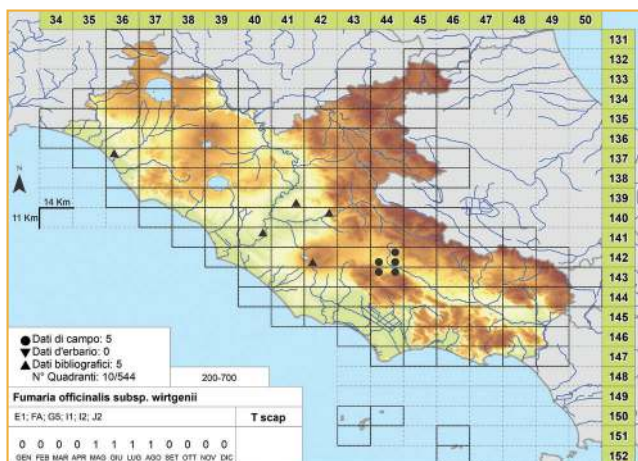 34 35 36 37 38 39 40 41 42 43 44 45 46 47 48 49 50
131
132
133
134
135
136
137
138
139
140
141
142
143
144
145
146
147
148
149
150
151
152
N
14 Km
11 Km
Dati di campo: 5
Dati d'erbario: 0
Dati bibliografici: 5
N° Quadranti: 10/544
200-700
Fumaria officinalis subsp. wirtgenii
E1; FA; G5; I1; I2; J2
T scap
0 0 0 0 1 1 1 1 0 0 0 0
GEN FEB MAR APR MAG GIU LUG AGO SET OTT NOV DIC